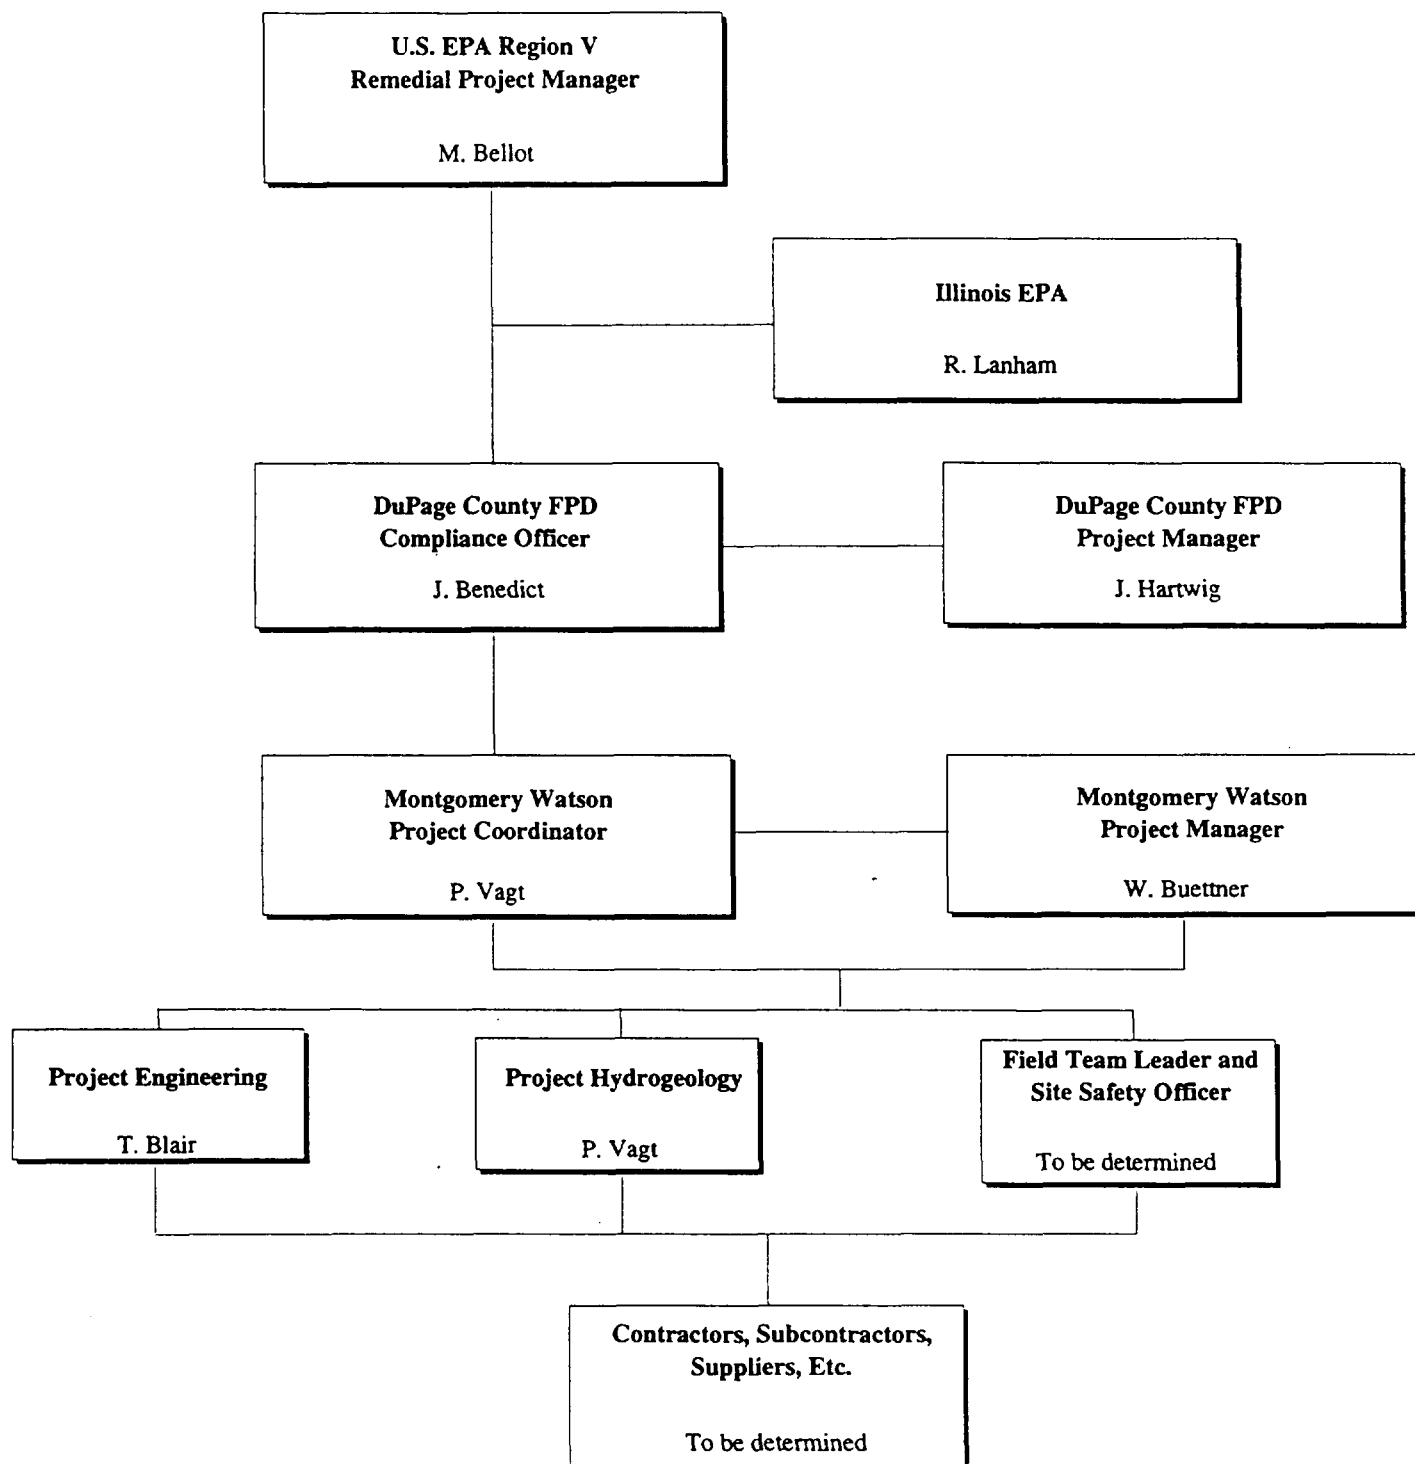 U.S. EPA Region V
Remedial Project Manager
M. Bellot
Illinois EPA
R. Lanham
DuPage County FPD
Compliance Officer
J. Benedict
DuPage County FPD
Project Manager
J. Hartwig
Montgomery Watson
Project Coordinator
P. Vagt
Montgomery Watson
Project Manager
W. Buettner
Project Engineering
T. Blair
Project Hydrogeology
P. Vagt
Field Team Leader and
Site Safety Officer
To be determined
Contractors, Subcontractors,
Suppliers, Etc.
To be determined